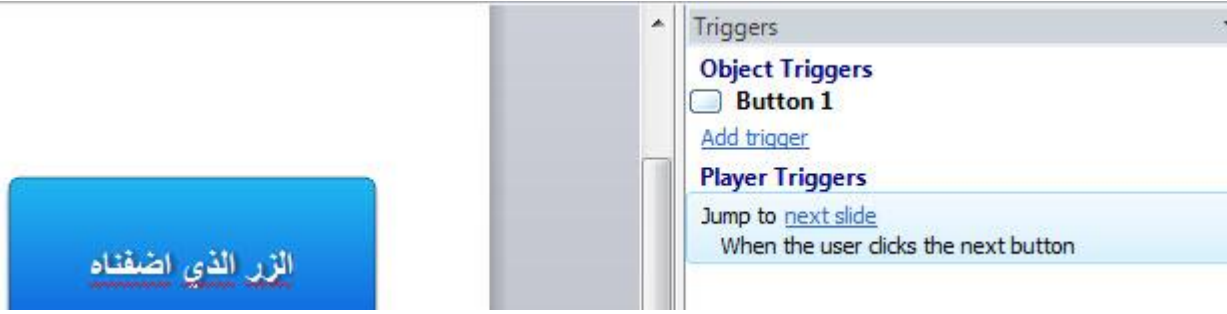 Triggers
Object Triggers
Button 1
Add trigger
Player Triggers
Jump to next slide
When the user clicks the next button
الزر الذي اضفناه